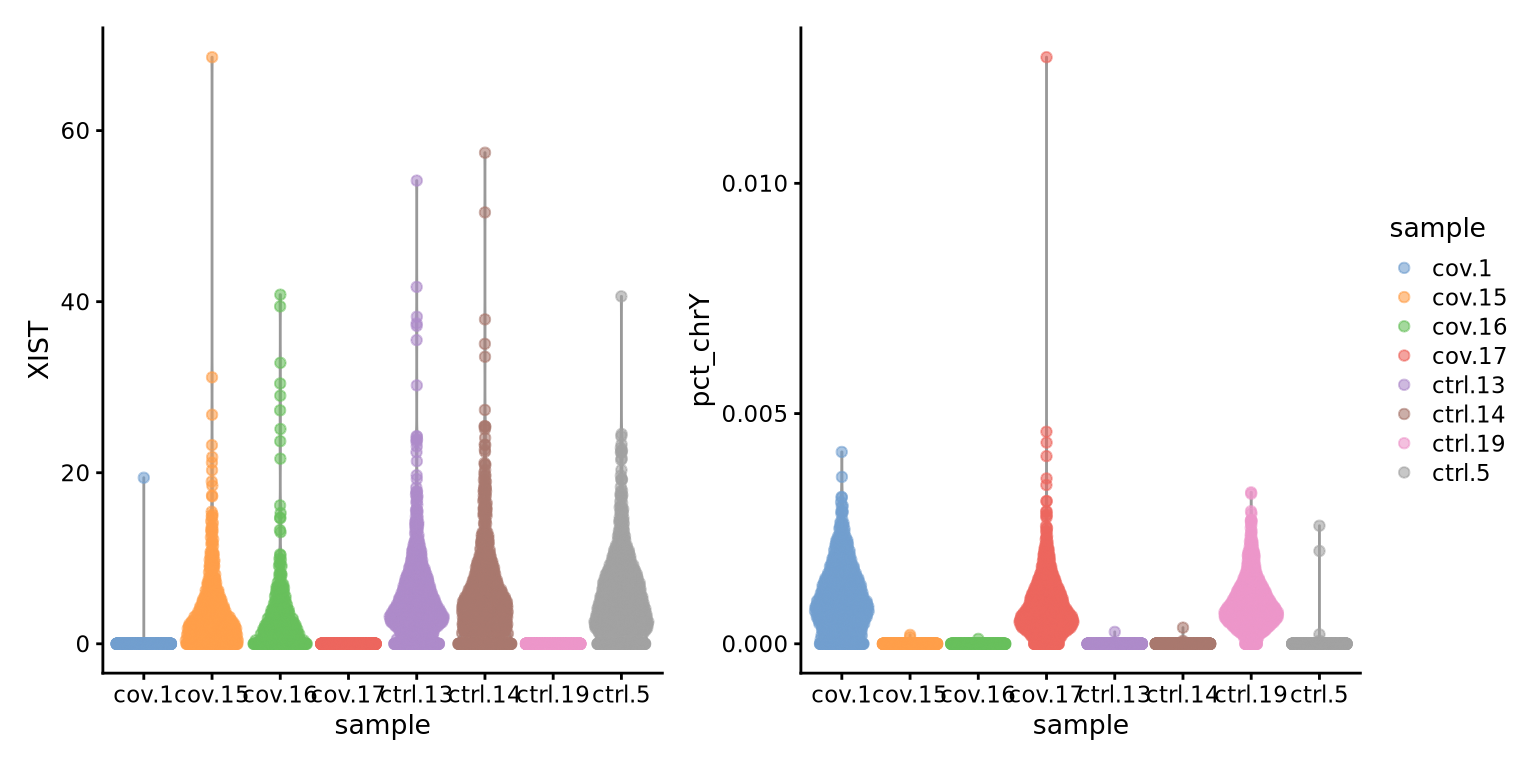 XIST
60
40
20
0
cov.1 cov.15 cov.16 cov.17 ctrl.13 ctrl.14 ctrl.19 ctrl.5
sample
pct_chrY
0.010
0.005
0.000
cov.1 cov.15 cov.16 cov.17 ctrl.13 ctrl.14 ctrl.19 ctrl.5
sample
sample
cov.1
cov.15
cov.16
cov.17
ctrl.13
ctrl.14
ctrl.19
ctrl.5